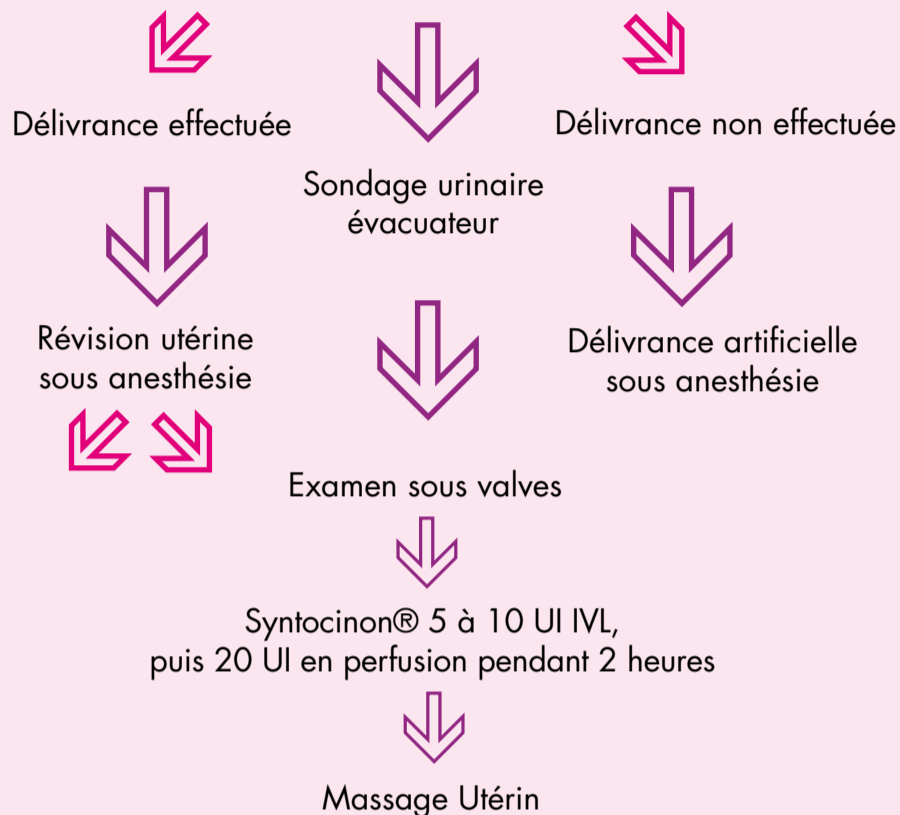 Délivrance effectuée
Délivrance non effectuée
Sondage urinaire
évacuateur
Révision utérine
sous anesthésie
Délivrance artificielle
sous anesthésie
Examen sous valves
Syntocinon® 5 à 10 UI IVL,
puis 20 UI en perfusion pendant 2 heures
Massage Utérin